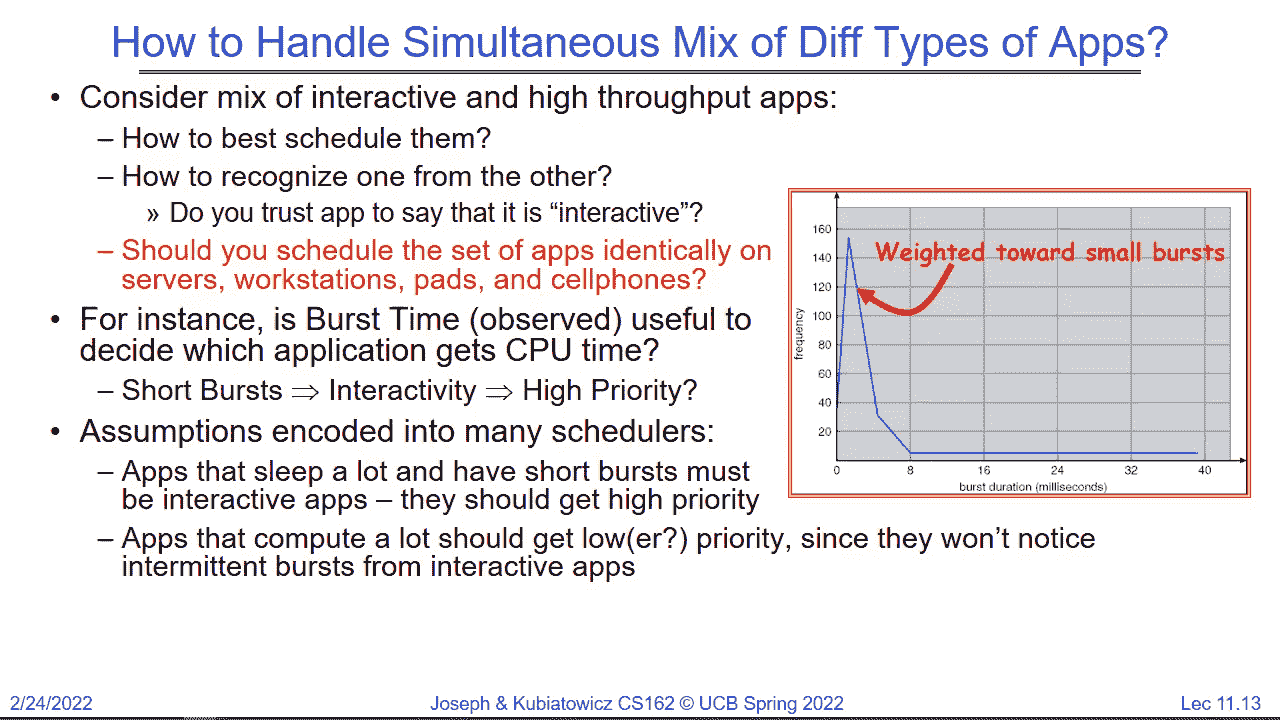 How to Handle Simultaneous Mix of Diff Types of Apps?
• Consider mix of interactive and high throughput apps:
– How to best schedule them?
– How to recognize one from the other?
» Do you trust app to say that it is “interactive”?
– Should you schedule the set of apps identically on
servers, workstations, pads, and cellphones?
• For instance, is Burst Time (observed) useful to
decide which application gets CPU time?
– Short Bursts ⇒ Interactivity ⇒ High Priority?
• Assumptions encoded into many schedulers:
– Apps that sleep a lot and have short bursts must
be interactive apps – they should get high priority
– Apps that compute a lot should get low(er?) priority, since they won’t notice
intermittent bursts from interactive apps
Weighted toward small bursts
frequency
160
140
120
100
80
60
40
20
0 8 16 24 32 40
burst duration (milliseconds)
2/24/2022 Joseph & Kubiatowicz CS162 © UCB Spring 2022 Lec 11.13